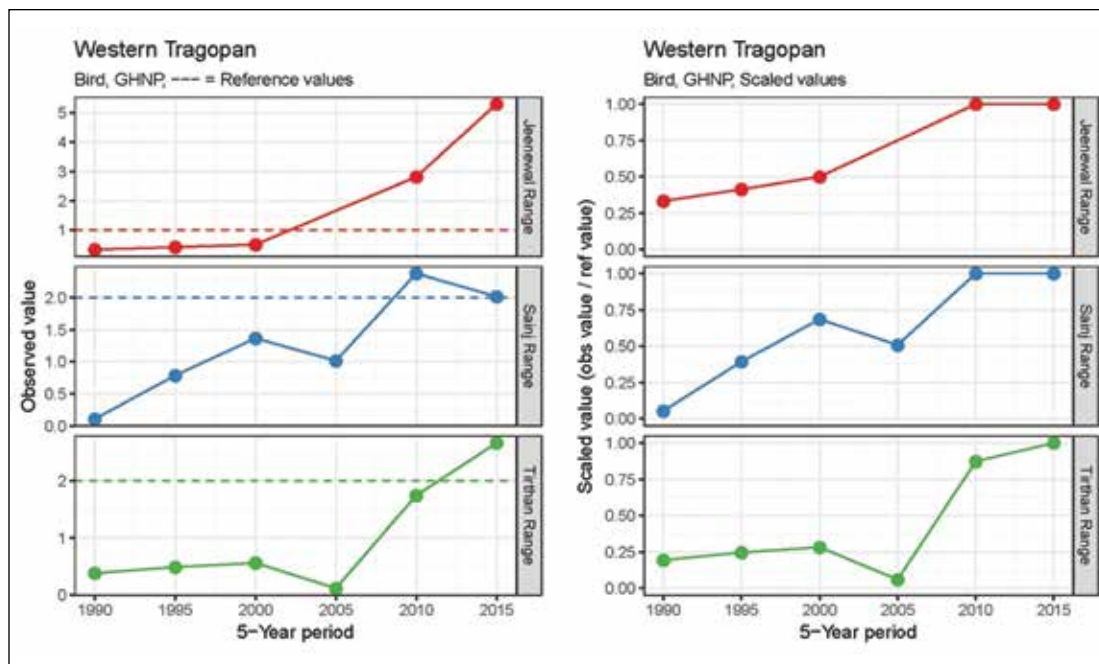 Western Tragopan
Bird, GHNP, --- = Reference values
5
4
3
2
1
Jeenewal Range
2.0
1.5
1.0
0.5
0.0
Sainj Range
2
1
0
Tirthan Range
Observed value
1990 1995 2000 2005 2010 2015
5-Year period
Western Tragopan
Bird, GHNP, Scaled values
1.00
0.75
0.50
0.25
0.00
Jeenewal Range
1.00
0.75
0.50
0.25
0.00
Sainj Range
1.00
0.75
0.50
0.25
0.00
Tirthan Range
Scaled value (obs value / ref value)
1990 1995 2000 2005 2010 2015
5-Year period